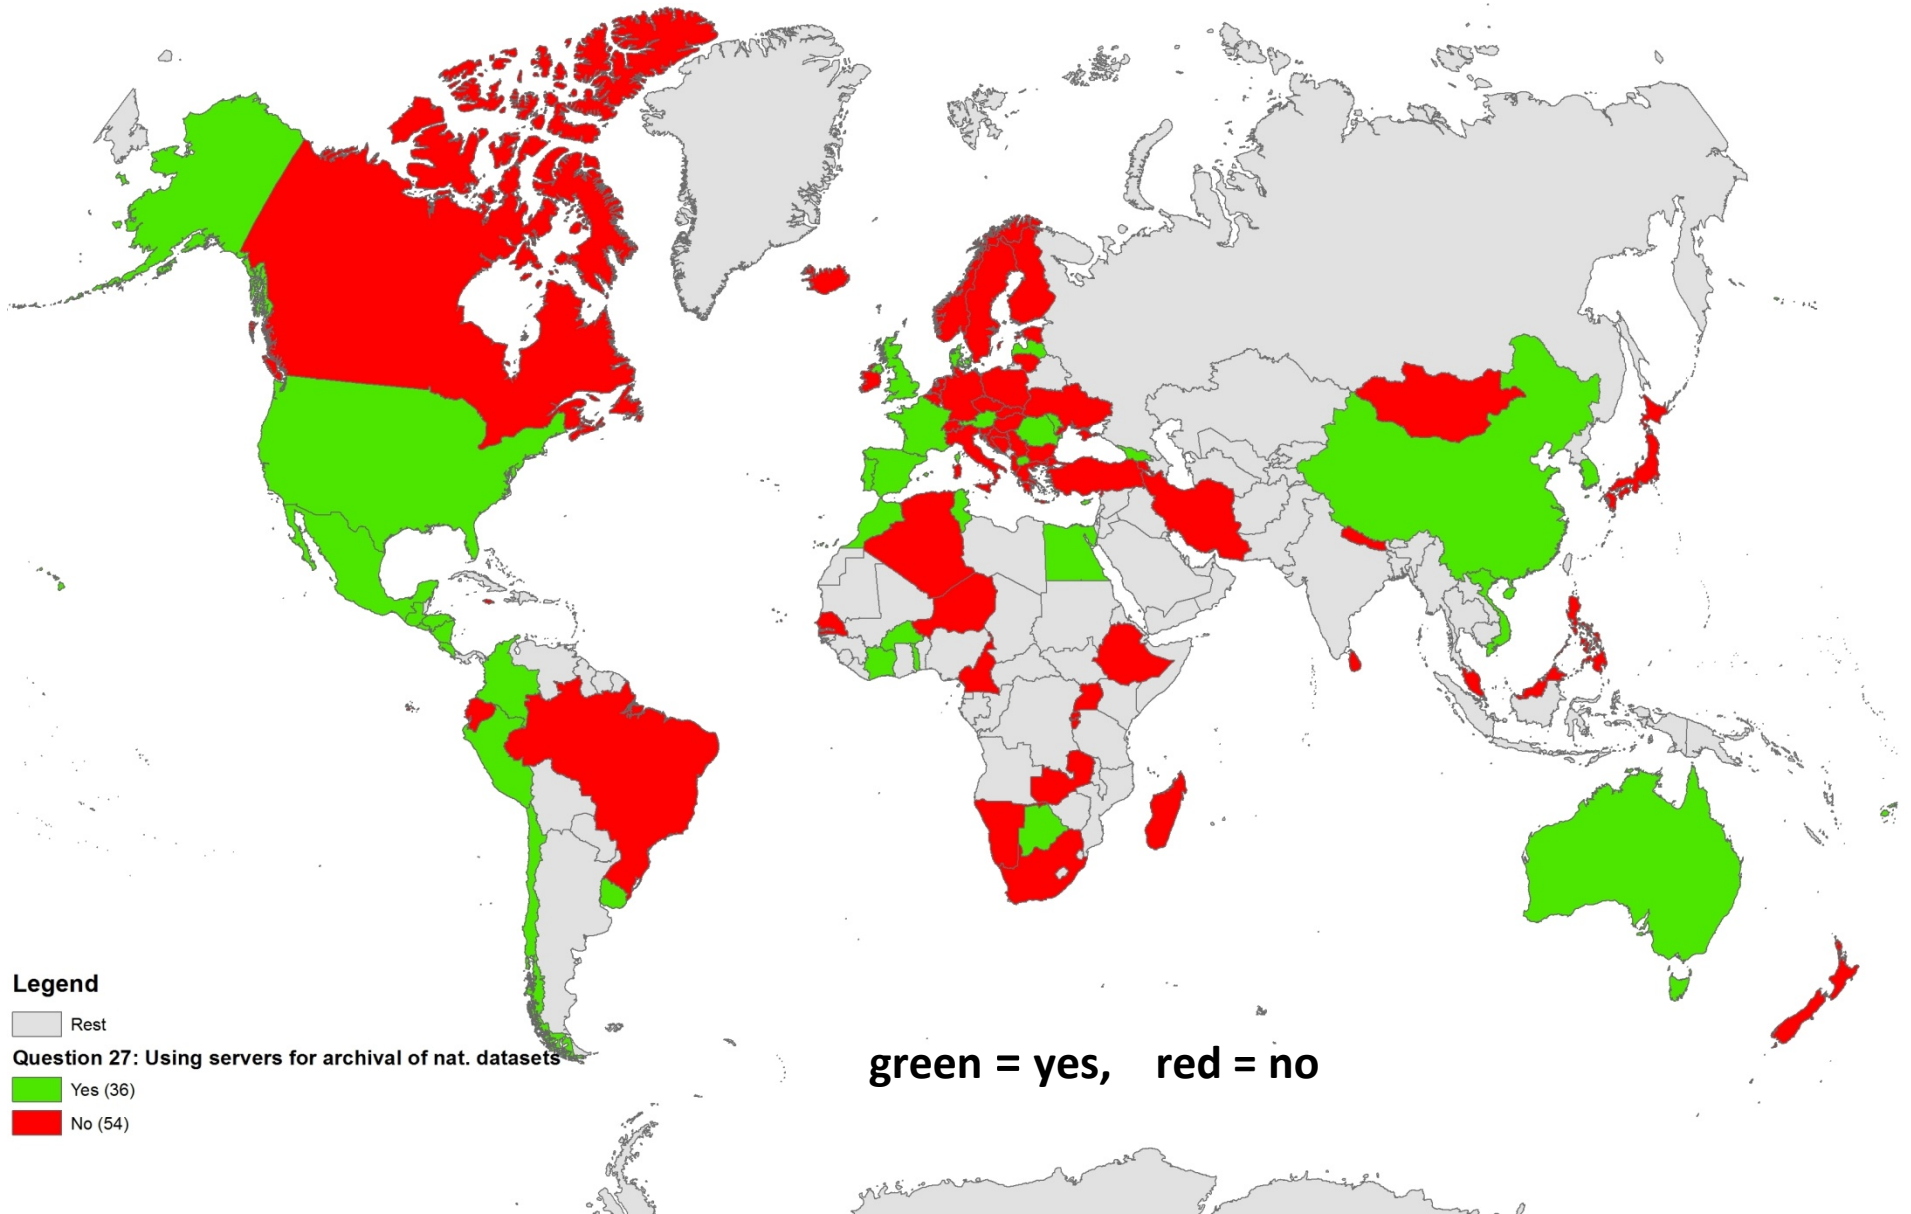 Legend
Rest
Question 27: Using servers for archival of nat. datasets
Yes (36)
No (54)
green = yes, red = no